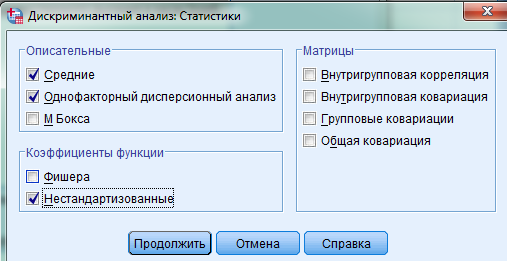 Дискриминантный анализ: Статистики
Описательные
Средние
Однофакторный дисперсионный анализ
М Бокса
Коэффициенты функции
Фишера
Нестандартизованные
Матрицы
Внутригрупповая корреляция
Внутригрупповая ковариация
Групповые ковариации
Общая ковариация
Продолжить Отмена Справка